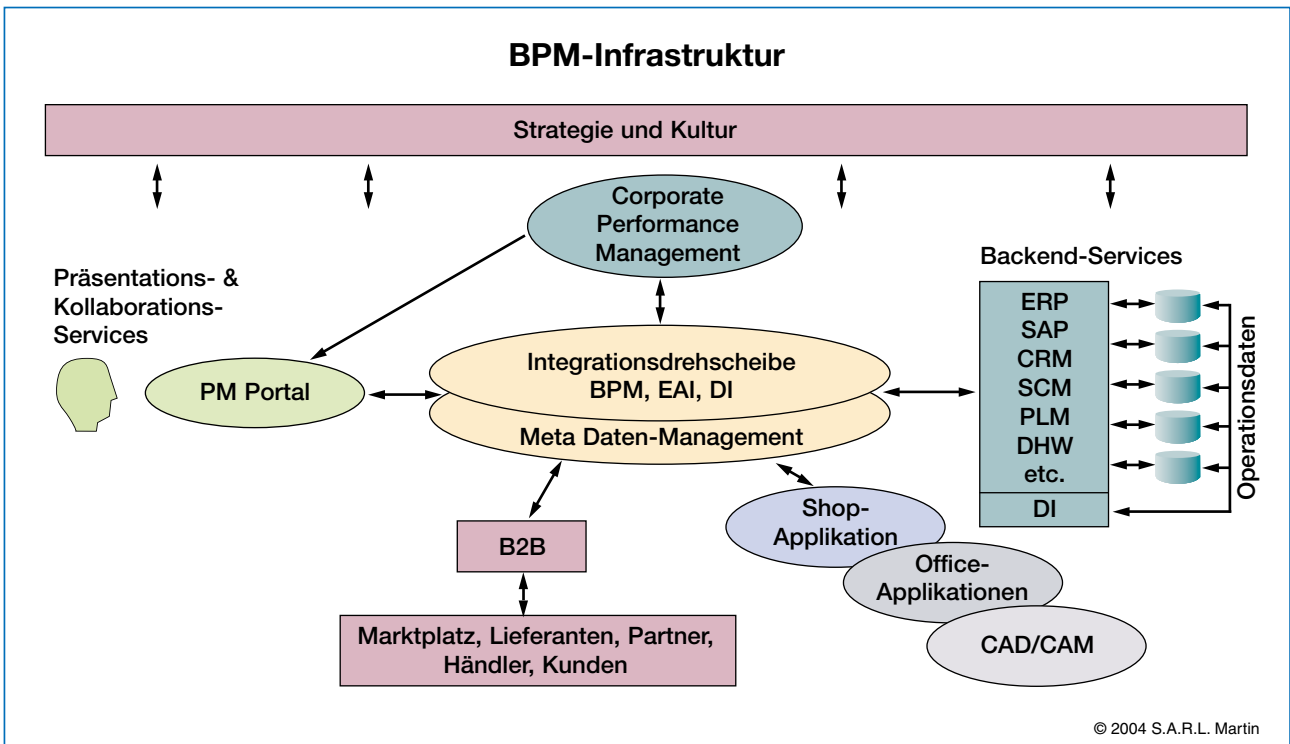 BPM-Infrastruktur
Strategie und Kultur
Corporate
Performance
Management
Präsentations- &
Kollaborations-
Services
PM Portal
Integrationsdrehscheibe
BPM, EAI, DI
Meta Daten-Management
Backend-Services
ERP
SAP
CRM
SCM
PLM
DHW
etc.
DI
Operationsdaten
B2B
Marktplatz, Lieferanten, Partner,
Händler, Kunden
Shop-
Applikation
Office-
Applikationen
CAD/CAM
© 2004 S.A.R.L. Martin